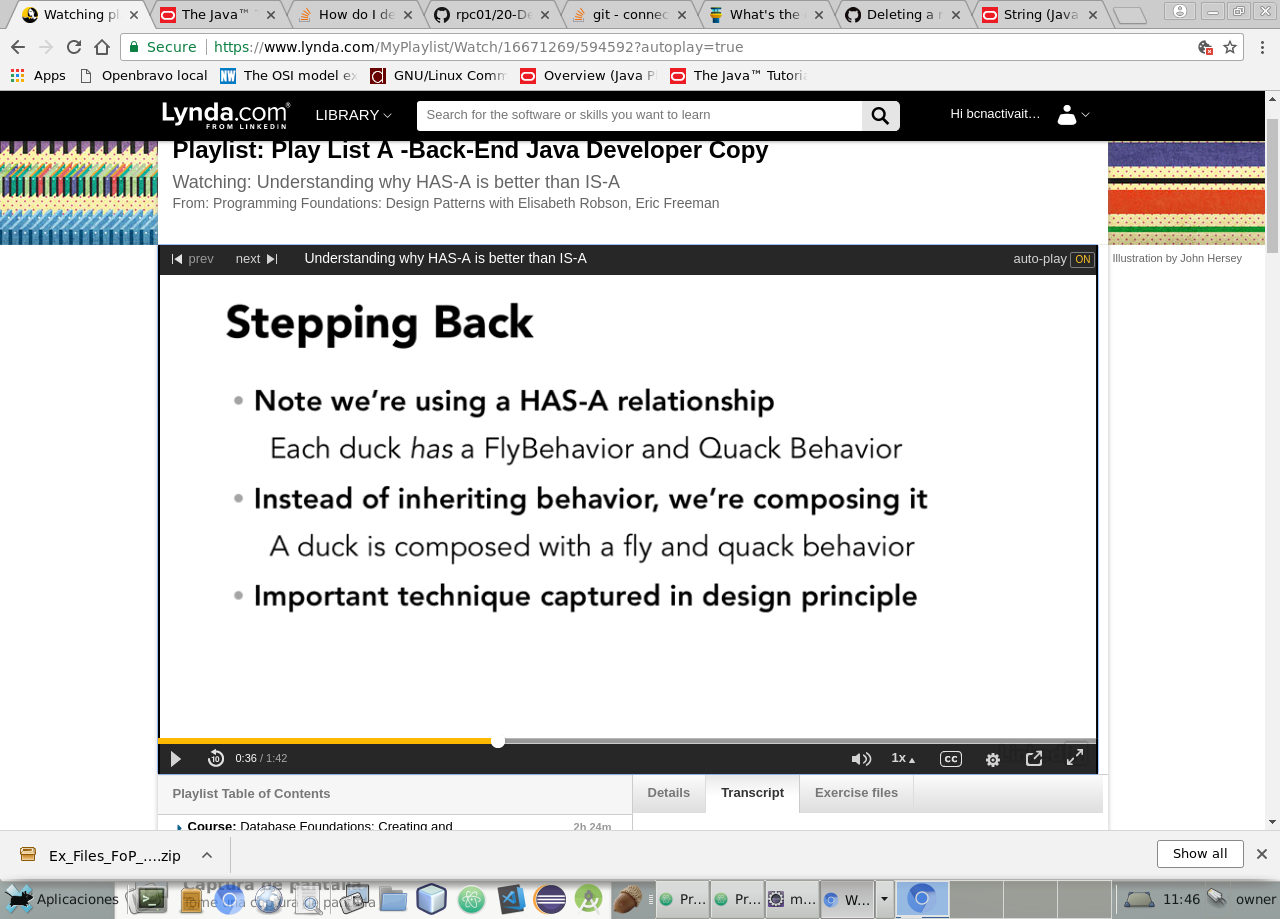 Watching pl
The Java™ T
How do I de
rpc01/20-De
git - connec
What's the
Deleting a r
String (Java
Secure https://www.lynda.com/MyPlaylist/Watch/16671269/594592?autoplay=true
Apps Openbravo local The OSI model ex GNU/Linux Comm Overview (Java P The Java™ Tutoria
Lynda.com
FROM LINKEDIN
LIBRARY
Search for the software or skills you want to learn
Hi bcnactivait…
Playlist: Play List A -Back-End Java Developer Copy
Watching: Understanding why HAS-A is better than IS-A
From: Programming Foundations: Design Patterns with Elisabeth Robson, Eric Freeman
Illustration by John Hersey
prev next Understanding why HAS-A is better than IS-A auto-play ON
Stepping Back
• Note we're using a HAS-A relationship
Each duck has a FlyBehavior and Quack Behavior
• Instead of inheriting behavior, we're composing it
A duck is composed with a fly and quack behavior
• Important technique captured in design principle
10 0:36 / 1:42 1x cc
Playlist Table of Contents
Details Transcript Exercise files
Course: Database Foundations: Creating and 2h 24m
Ex_Files_FoP_....zip
Show all
Captura de pantalla
Tome una captura de pantalla
Aplicaciones
Pr… Pr… m… W…
11:46 owner